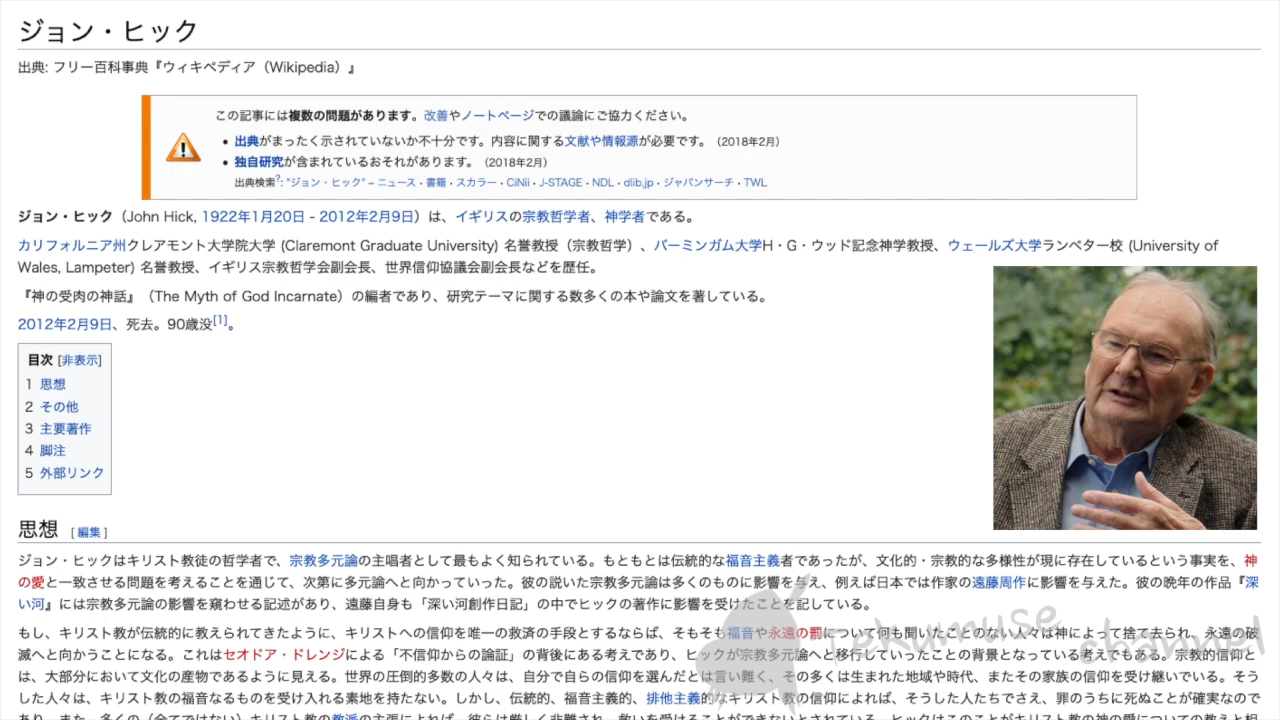 ジョン・ヒック
出典: フリー百科事典『ウィキペディア（Wikipedia）』
この記事には複数の問題があります。改善やノートページでの議論にご協力ください。
• 出典がまったく示されていないか不十分です。内容に関する文献や情報源が必要です。（2018年2月）
• 独自研究が含まれているおそれがあります。（2018年2月）
出典検索?: "ジョン・ヒック" – ニュース · 書籍 · スカラー · CiNii · J-STAGE · NDL · dlib.jp · ジャパンサーチ · TWL
ジョン・ヒック（John Hick, 1922年1月20日 - 2012年2月9日）は、イギリスの宗教哲学者、神学者である。
カリフォルニア州クレアモント大学院大学 (Claremont Graduate University) 名誉教授（宗教哲学）、バーミンガム大学H・G・ウッド記念神学教授、ウェールズ大学ランペター校 (University of
Wales, Lampeter) 名誉教授、イギリス宗教哲学会副会長、世界信仰協議会副会長などを歴任。
『神の受肉の神話』（The Myth of God Incarnate）の編者であり、研究テーマに関する数多くの本や論文を著している。
2012年2月9日、死去。90歳没[1]。
目次 [非表示]
1 思想
2 その他
3 主要著作
4 脚注
5 外部リンク
思想 [編集]
ジョン・ヒックはキリスト教徒の哲学者で、宗教多元論の主唱者として最もよく知られている。もともとは伝統的な福音主義者であったが、文化的・宗教的な多様性が現に存在しているという事実を、神
の愛と一致させる問題を考えることを通じて、次第に多元論へと向かっていった。彼の説いた宗教多元論は多くのものに影響を与え、例えば日本では作家の遠藤周作に影響を与えた。彼の晩年の作品『深
い河』には宗教多元論の影響を窺わせる記述があり、遠藤自身も「深い河創作日記」の中でヒックの著作に影響を受けたことを記している。
もし、キリスト教が伝統的に教えられてきたように、キリストへの信仰を唯一の救済の手段とするならば、そもそも福音や永遠の罰について何も聞いたことのない人々は神によって捨て去られ、永遠の破
滅へと向かうことになる。これはセオドア・ドレンジによる「不信仰からの論証」の背後にある考えであり、ヒックが宗教多元論へと移行していったことの背景となっている考えでもある。宗教的信仰と
は、大部分において文化の産物であるように見える。世界の圧倒的多数の人々は、自分で自らの信仰を選んだとは言い難く、その多くは生まれた地域や時代、またその家族の信仰を受け継いでいる。そう
した人々は、キリスト教の福音なるものを受け入れる素地を持たない。しかし、伝統的、福音主義的、排他主義的なキリスト教の信仰によれば、そうした人たちでさえ、罪のうちに死ぬことが確実なので
Tekumuse
channel